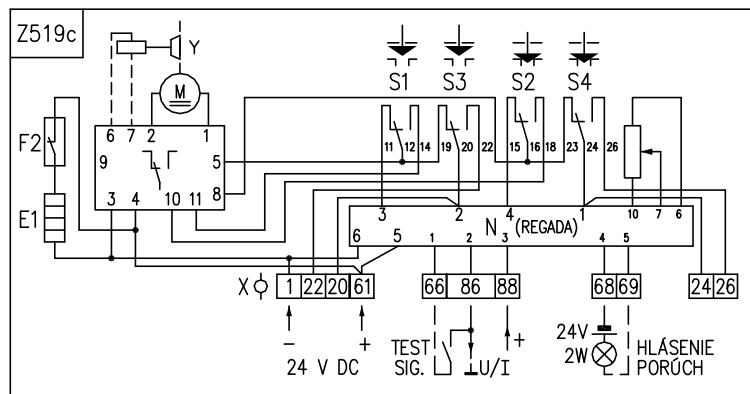 Z519c
Y
M
S1 S3 S2 S4
6 7 2 1
F2
9
5
3 4 10 11 8
E1
11 12 14 19 20 22 15 16 18 23 24 26
3 2 4 1 10 7 6
N (REGADA)
6 5 1 2 3 4 5
X 1 22 20 61 66 86 88 68 69 24 26
− + + 24V
24 V DC
TEST
SIG.
U/I
2W
HLÁSENIE
PORÚCH